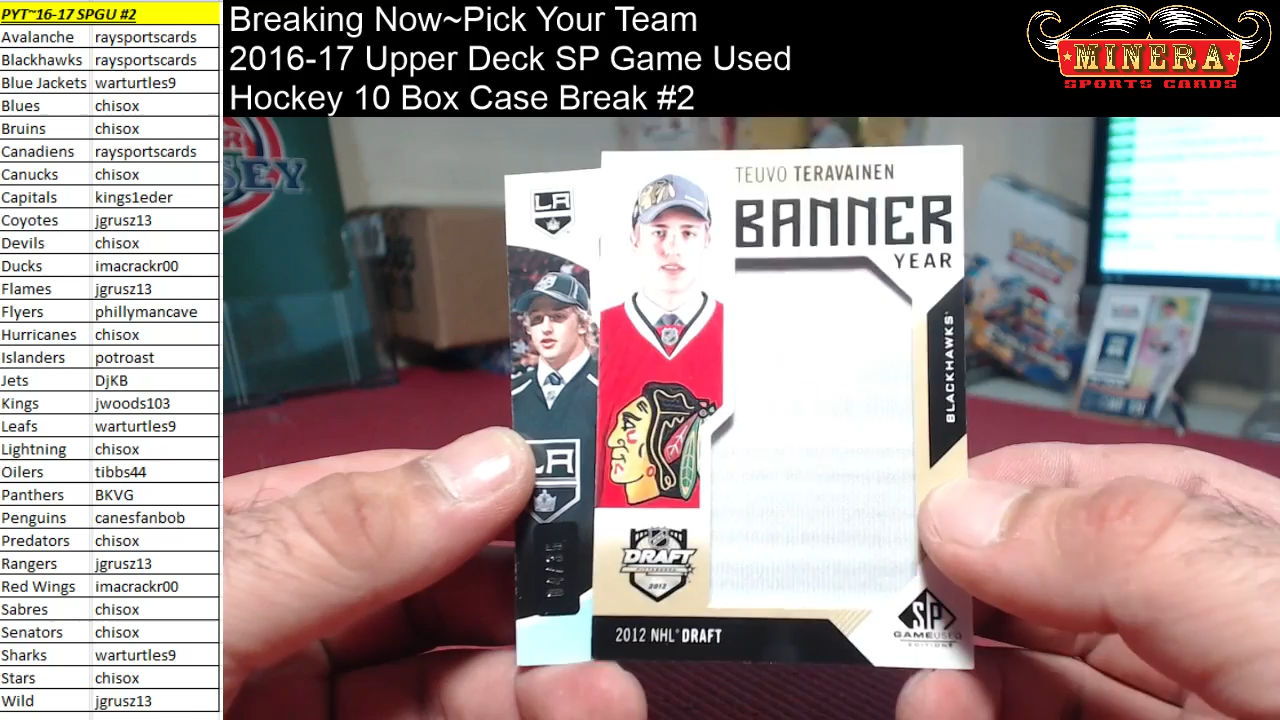 PYT~16-17 SPGU #2
Avalanche raysportscards
Blackhawks raysportscards
Blue Jackets warturtles9
Blues chisox
Bruins chisox
Canadiens raysportscards
Canucks chisox
Capitals kings1eder
Coyotes jgrusz13
Devils chisox
Ducks imacrackr00
Flames jgrusz13
Flyers phillymancave
Hurricanes chisox
Islanders potroast
Jets DjKB
Kings jwoods103
Leafs warturtles9
Lightning chisox
Oilers tibbs44
Panthers BKVG
Penguins canesfanbob
Predators chisox
Rangers jgrusz13
Red Wings imacrackr00
Sabres chisox
Senators chisox
Sharks warturtles9
Stars chisox
Wild jgrusz13
Breaking Now~Pick Your Team
2016-17 Upper Deck SP Game Used
Hockey 10 Box Case Break #2
MINERA
SPORTS CARDS
TEUVO TERAVAINEN
BANNER
YEAR
BLACKHAWKS
DRAFT
2012
2012 NHL DRAFT
SP
GAME USED
EDITION
LA
LA